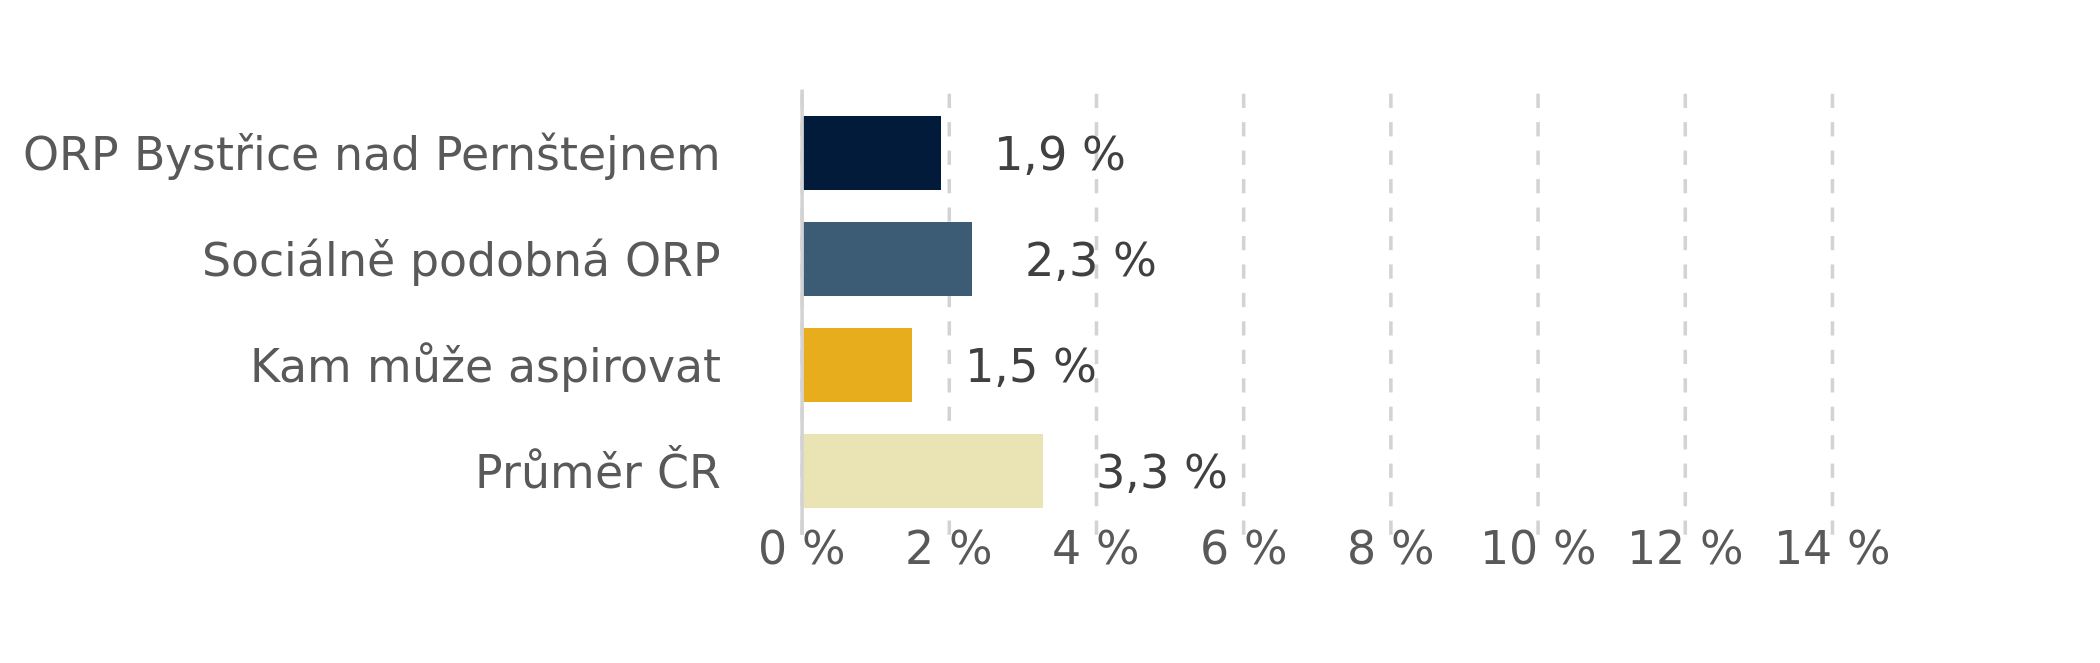 ORP Bystřice nad Pernštejnem 1,9 %
Sociálně podobná ORP 2,3 %
Kam může aspirovat 1,5 %
Průměr ČR 3,3 %
0 % 2 % 4 % 6 % 8 % 10 % 12 % 14 %